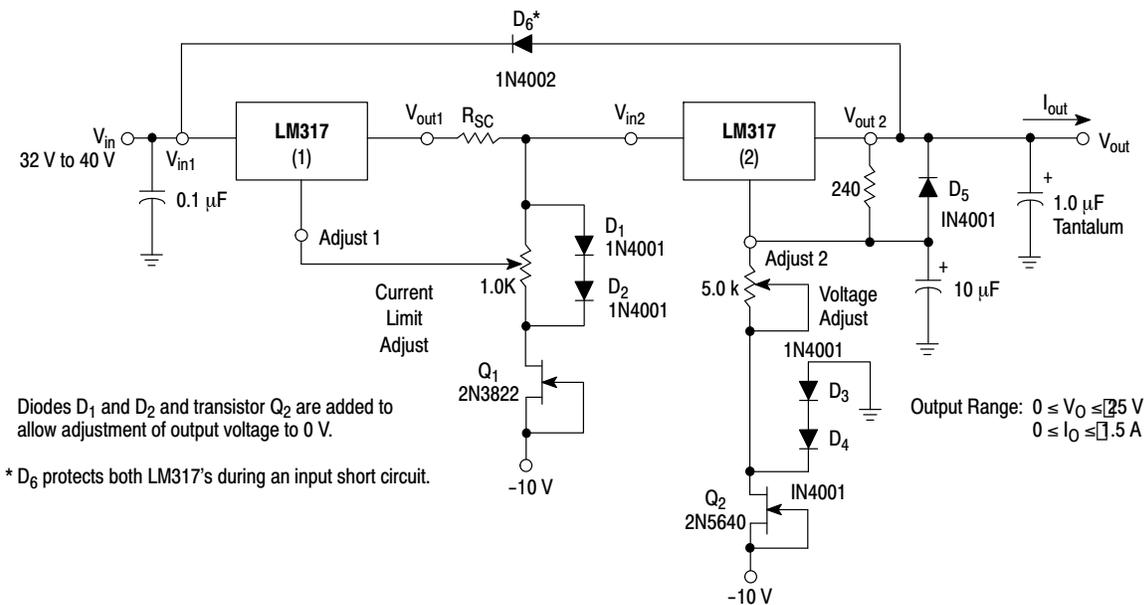 D6*
1N4002
Vin
32 V to 40 V
Vin1
0.1 μF
LM317
(1)
Adjust 1
Vout1
RSC
Vin2
LM317
(2)
Vout 2
Iout
Vout
240
D5
IN4001
+
1.0 μF
Tantalum
Adjust 2
+
10 μF
D1
1N4001
D2
1N4001
1.0K
Current
Limit
Adjust
5.0 k
Voltage
Adjust
1N4001
D3
D4
IN4001
Q1
2N3822
-10 V
Q2
2N5640
-10 V
Diodes D1 and D2 and transistor Q2 are added to
allow adjustment of output voltage to 0 V.
* D6 protects both LM317's during an input short circuit.
Output Range: 0 ≤ VO ≤ 25 V
0 ≤ IO ≤ 1.5 A